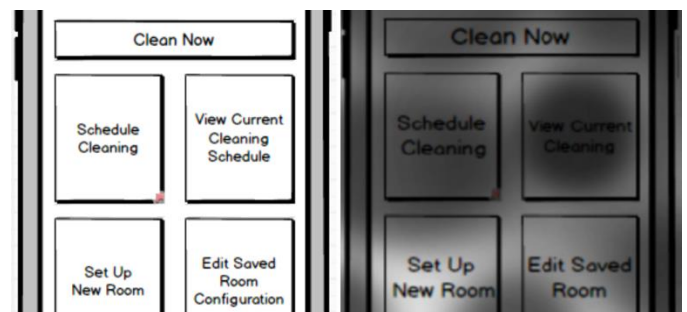 Clean Now
Schedule
Cleaning
View Current
Cleaning
Schedule
Set Up
New Room
Edit Saved
Room
Configuration
Clean Now
Schedule
Cleaning
View Current
Cleaning
Set Up
New Room
Edit Saved
Room